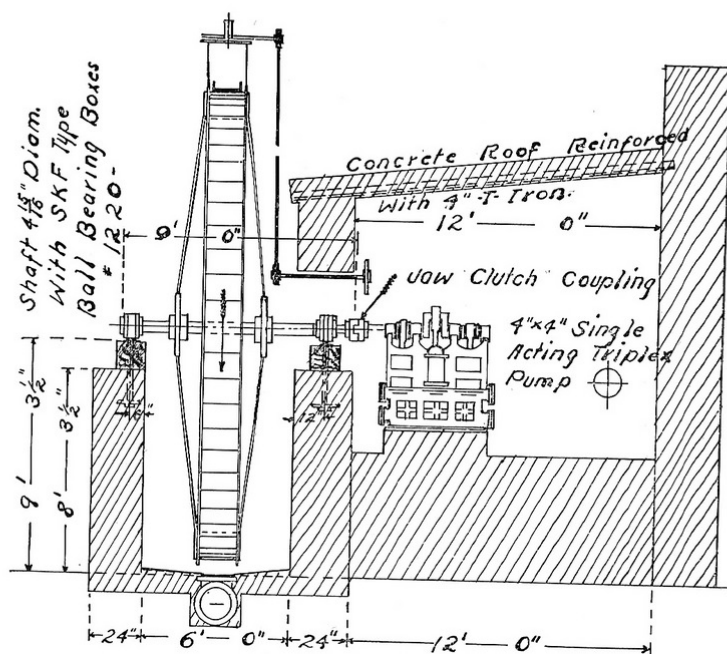 Shaft 4 15/16" Diam.
With SKF Type
Ball Bearing Boxes
# 1220-
Concrete Roof Reinforced
With 4"-I-Iron.
12' 0"
9' 0"
Jaw Clutch Coupling
4"x4" Single
Acting Triplex
Pump
9' 3 1/2"
8' 3 1/2"
6"
12"
24"
6' 0"
24"
12' 0"